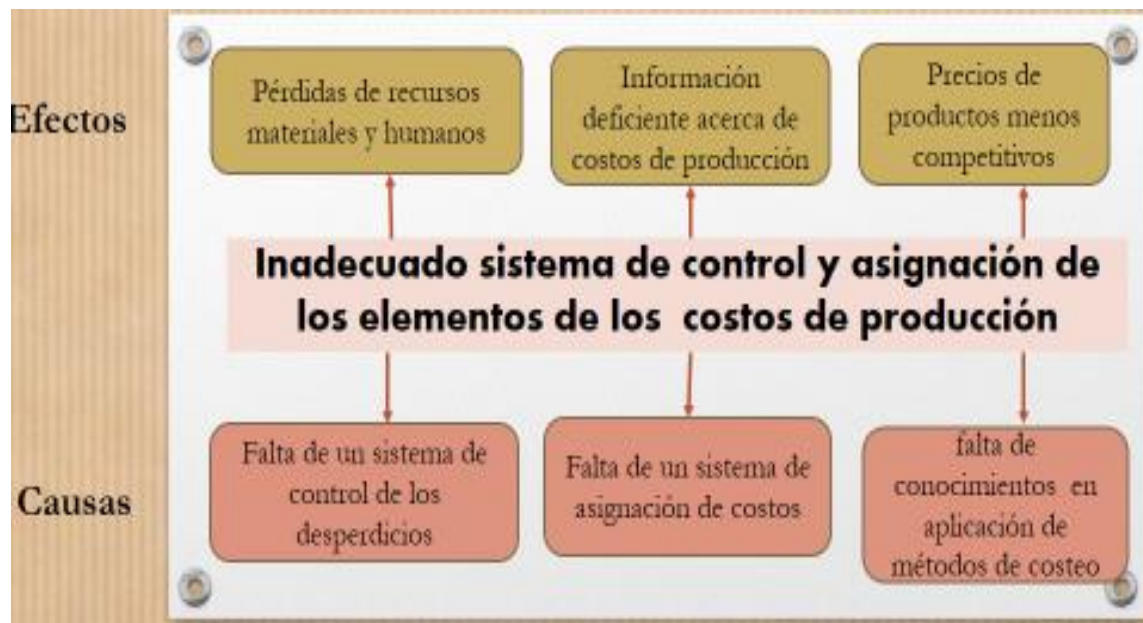 Efectos
Pérdidas de recursos
materiales y humanos
Información
deficiente acerca de
costos de producción
Precios de
productos menos
competitivos
Inadecuado sistema de control y asignación de
los elementos de los costos de producción
Causas
Falta de un sistema de
control de los
desperdicios
Falta de un sistema de
asignación de costos
falta de
conocimientos en
aplicación de
métodos de costeo